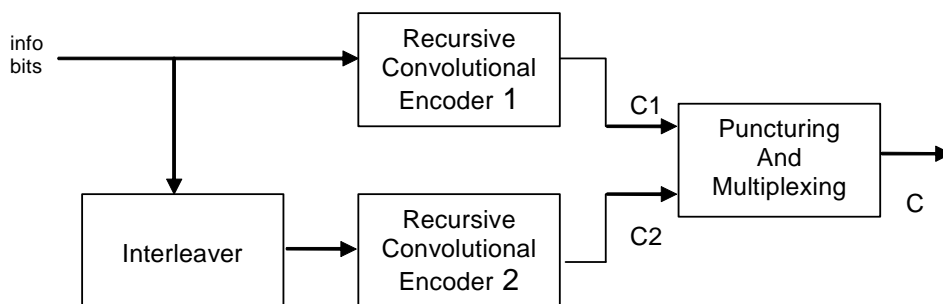 info
bits
Recursive
Convolutional
Encoder 1
C1
Puncturing
And
Multiplexing
C
Interleaver
Recursive
Convolutional
Encoder 2
C2